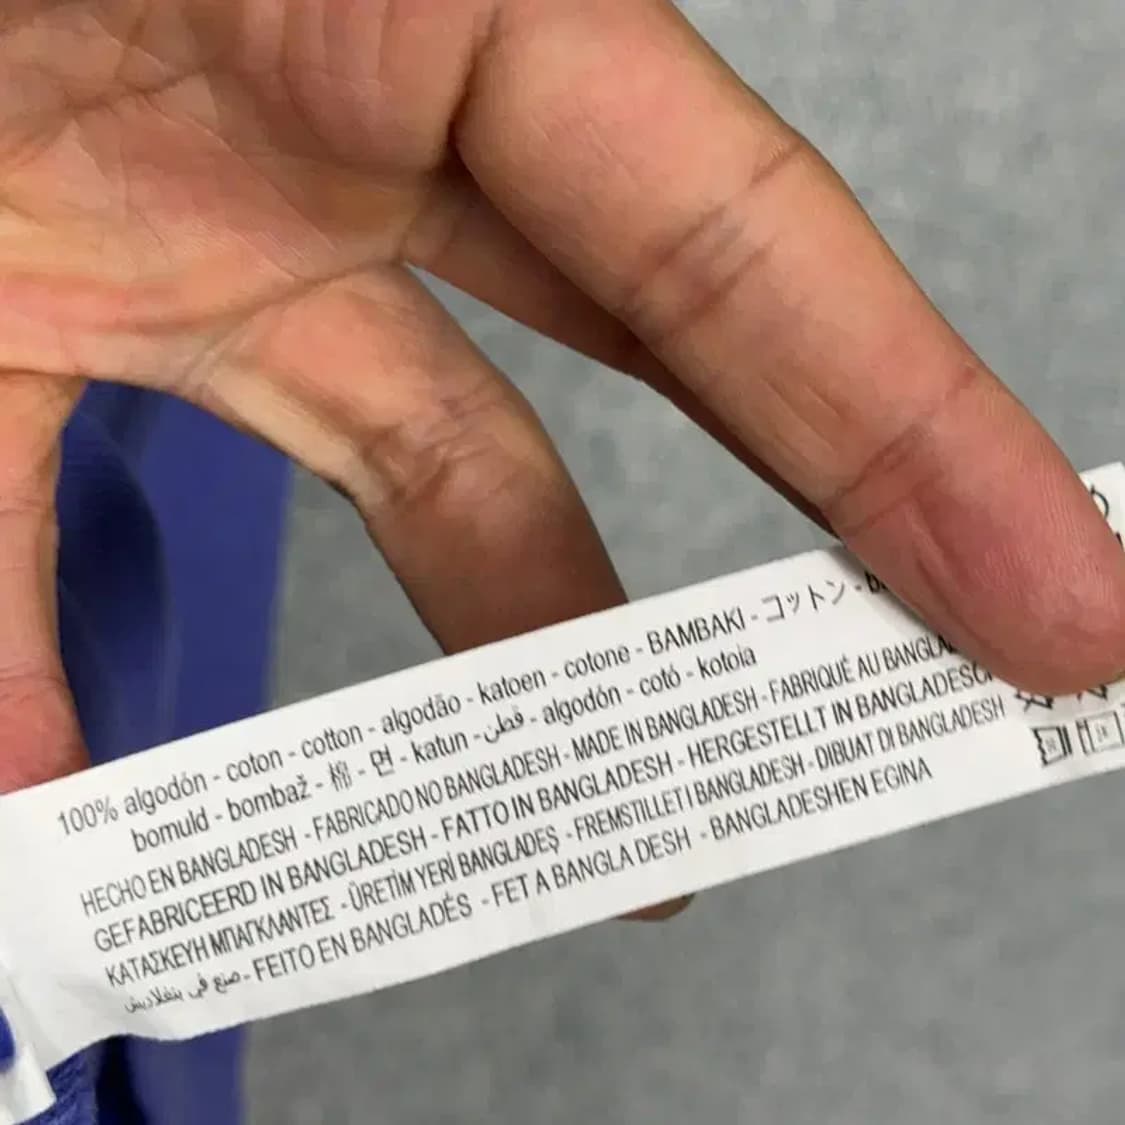 100% algodón - coton - cotton - algodão - katoen - cotone - BAMBAKI - コットン -
bomuld - bombaž - 棉 - 면 - katun - قطن - algodón - cotó - kotoia
HECHO EN BANGLADESH - FABRICADO NO BANGLADESH - MADE IN BANGLADESH - FABRIQUÉ AU
GEFABRICEERD IN BANGLADESH - FATTO IN BANGLADESH - HERGESTELLT IN
ΚΑΤΑΣΚΕΥΗ ΜΠΑΓΚΛΑΝΤΕΣ - ÜRETİM YERİ BANGLADEŞ - FREMSTILLET I BANGLADESH - DIBUAT DI BANGLADESH
صنع في بنغلاديش - FEITO EN BANGLADÉS - FET A BANGLA DESH - BANGLADESHEN EGINA